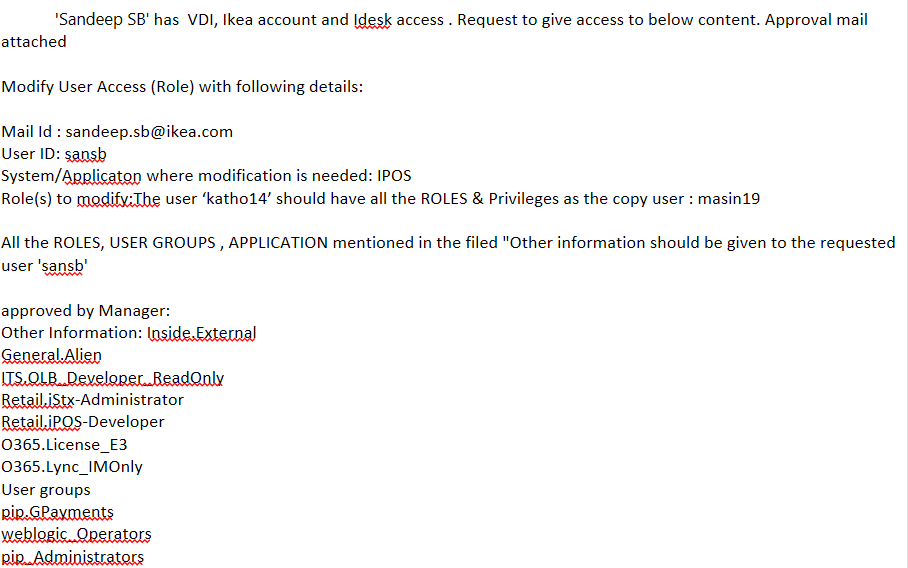 'Sandeep SB' has  VDI, Ikea account and Idesk access . Request to give access to below content. Approval mail
attached
Modify User Access (Role) with following details:
Mail Id : sandeep.sb@ikea.com
User ID: sansb
System/Applicaton where modification is needed: IPOS
Role(s) to modify:The user ‘katho14’ should have all the ROLES & Privileges as the copy user : masin19
All the ROLES, USER GROUPS , APPLICATION mentioned in the filed "Other information should be given to the requested
user 'sansb'
approved by Manager:
Other Information: Inside.External
General.Alien
ITS.OLB_Developer_ReadOnly
Retail.iStx-Administrator
Retail.iPOS-Developer
O365.License_E3
O365.Lync_IMOnly
User groups
pip.GPayments
weblogic_Operators
pip_Administrators